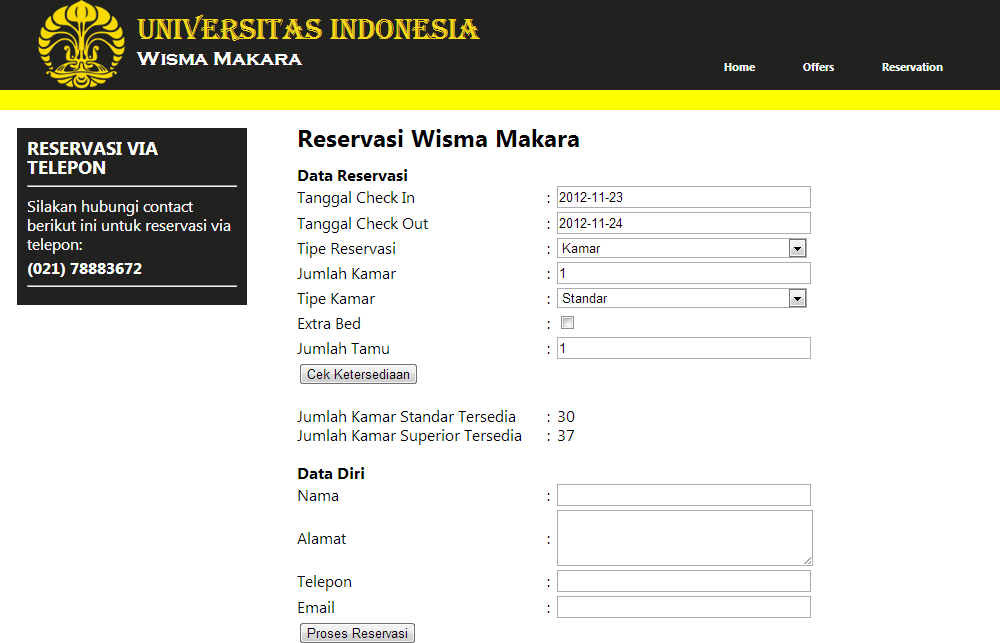 UNIVERSITAS INDONESIA
WISMA MAKARA
Home Offers Reservation
RESERVASI VIA
TELEPON
Silakan hubungi contact
berikut ini untuk reservasi via
telepon:
(021) 78883672
Reservasi Wisma Makara
Data Reservasi
Tanggal Check In : 2012-11-23
Tanggal Check Out : 2012-11-24
Tipe Reservasi : Kamar
Jumlah Kamar : 1
Tipe Kamar : Standar
Extra Bed :
Jumlah Tamu : 1
Cek Ketersediaan
Jumlah Kamar Standar Tersedia : 30
Jumlah Kamar Superior Tersedia : 37
Data Diri
Nama :
Alamat :
Telepon :
Email :
Proses Reservasi